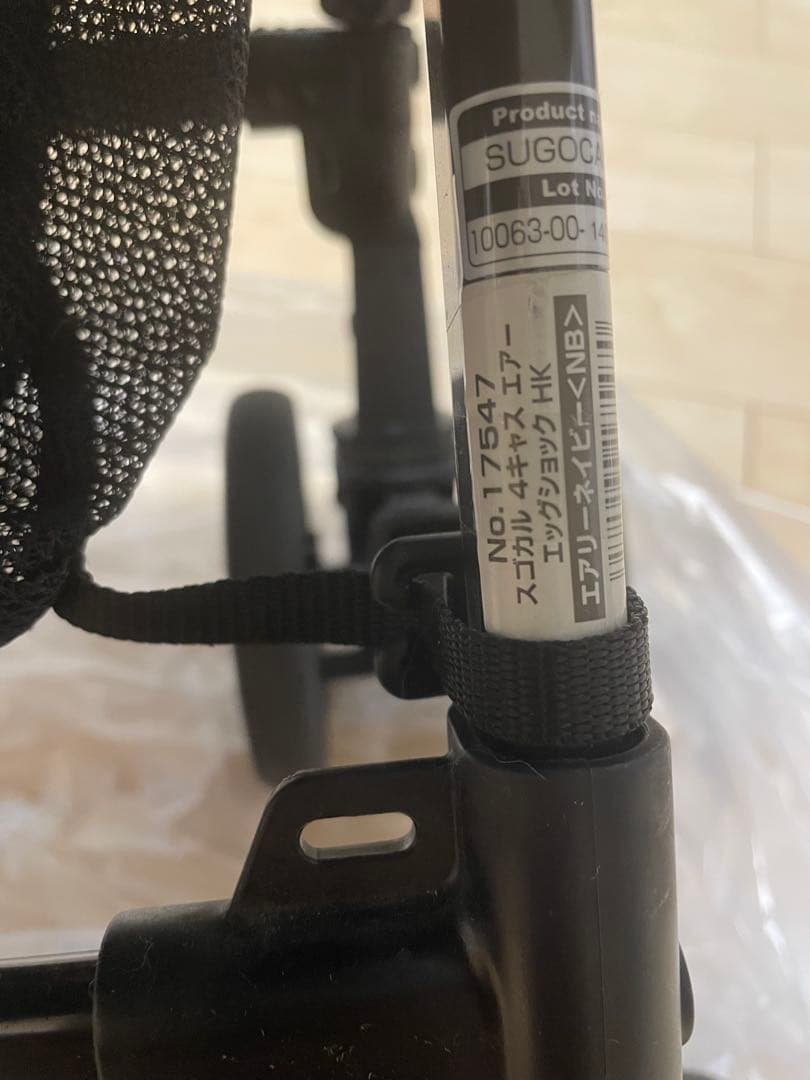 Product n
SUGOCA
Lot No.
10063-00- 14
No.17547
スゴカル 4キャス エアー
エッグショック HK
エアリーネイビー<NB>